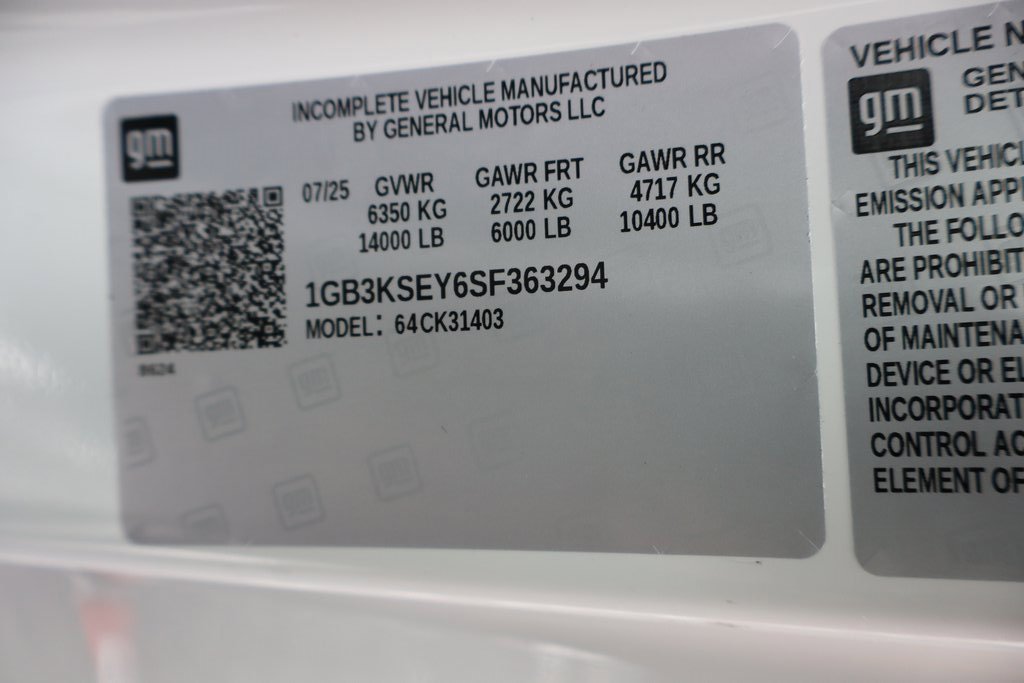 gm
INCOMPLETE VEHICLE MANUFACTURED
BY GENERAL MOTORS LLC
07/25
GVWR
6350 KG
14000 LB
GAWR FRT
2722 KG
6000 LB
GAWR RR
4717 KG
10400 LB
1GB3KSEY6SF363294
MODEL: 64CK31403
8624
VEHICLE N
gm
GEN
DET
THIS VEHICL
EMISSION APP
THE FOLLO
ARE PROHIBIT
REMOVAL OR
OF MAINTENA
DEVICE OR EL
INCORPORAT
CONTROL AC
ELEMENT OF